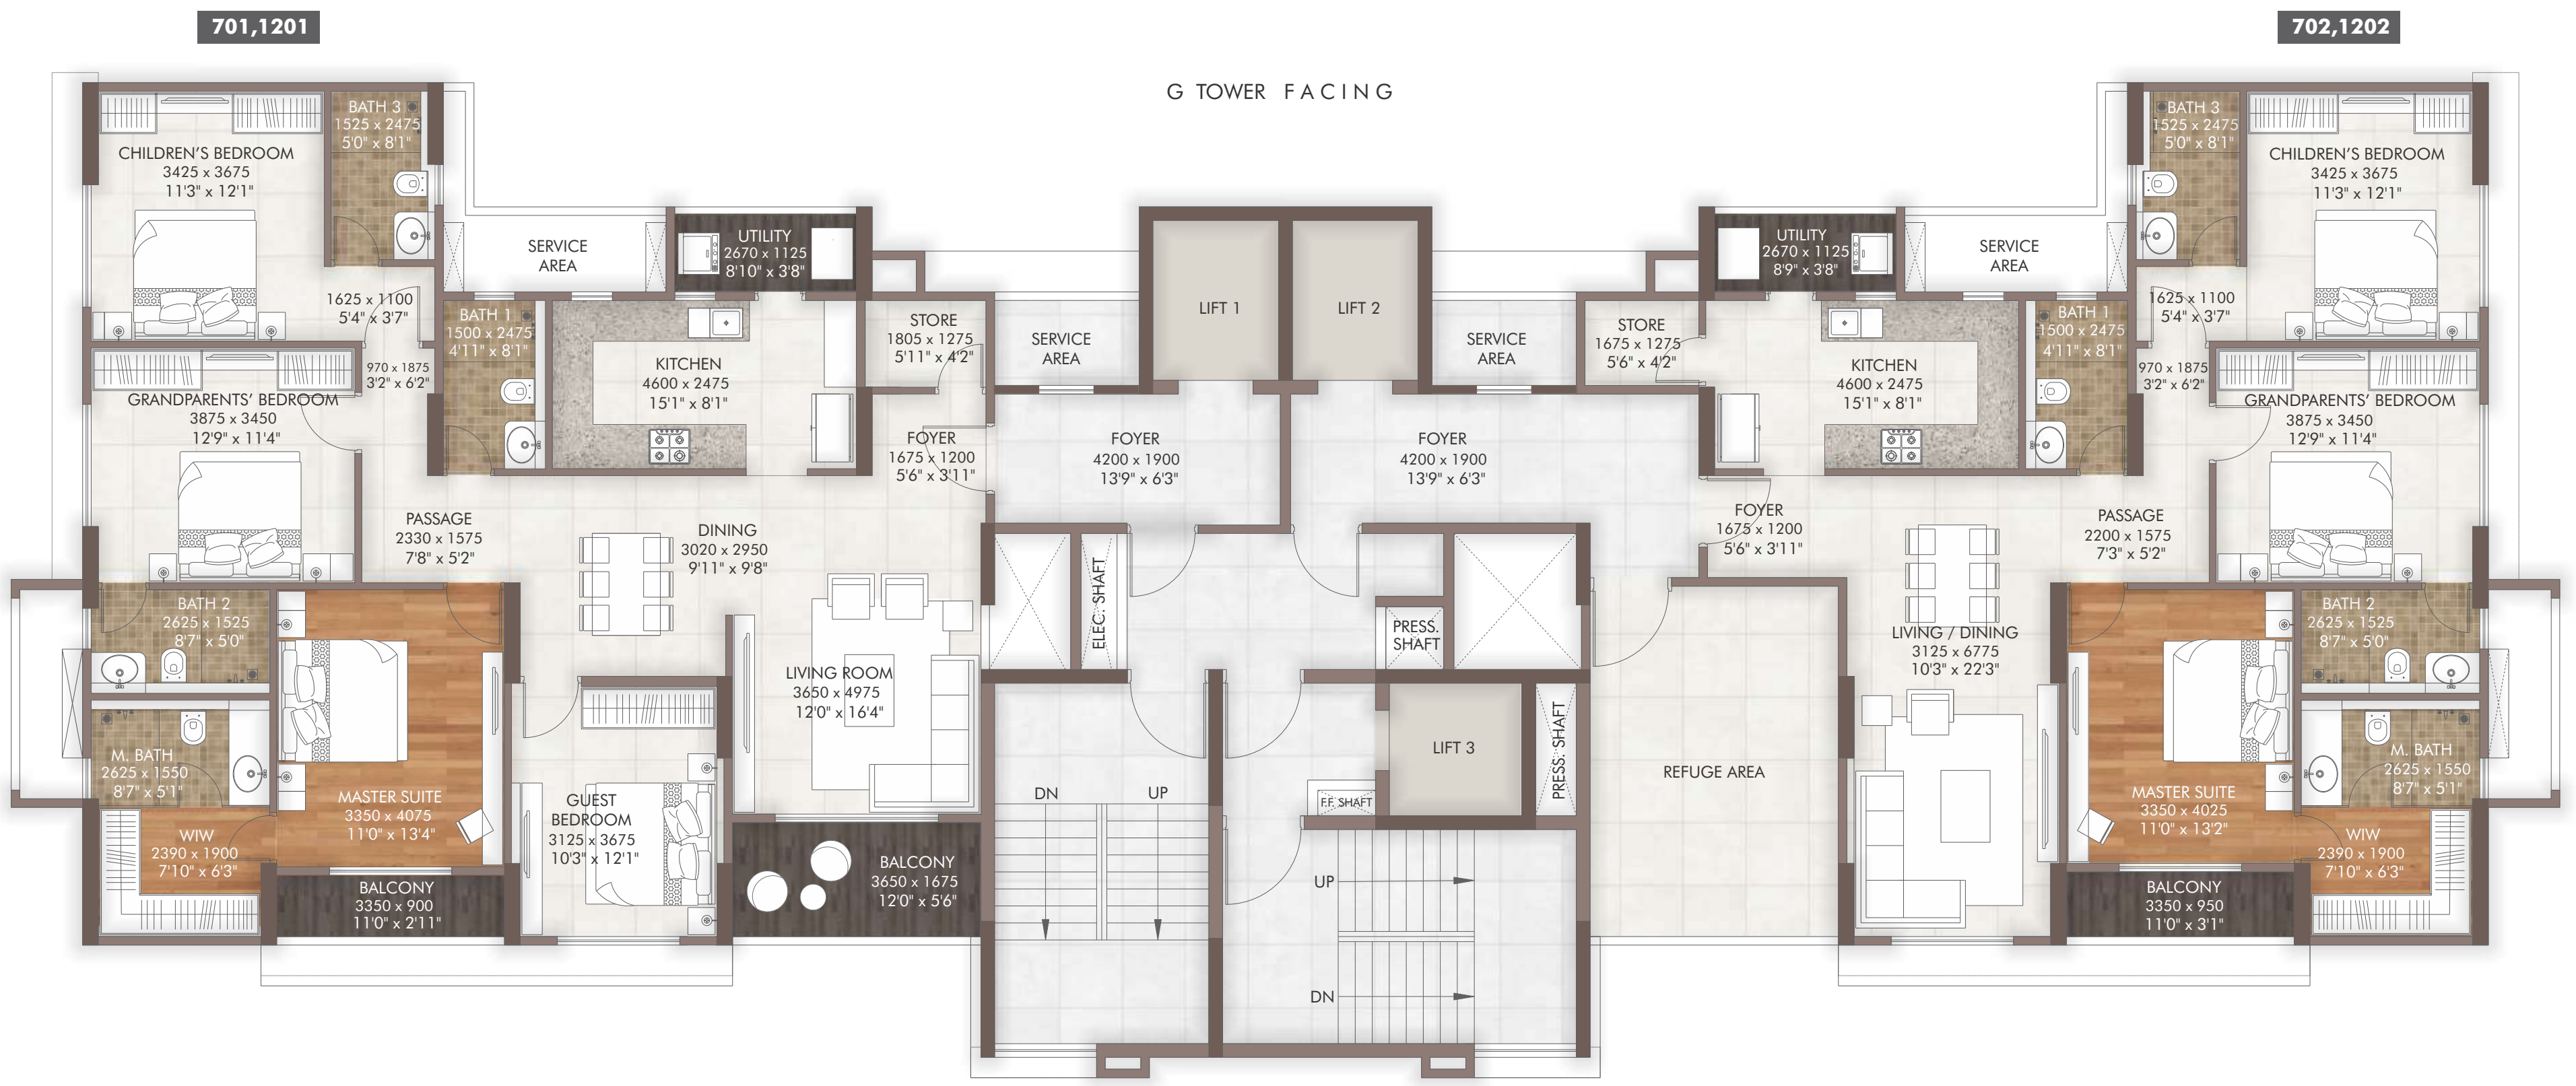 701,1201
702,1202
G TOWER FACING
CHILDREN'S BEDROOM
3425 x 3675
11'3" x 12'1"
BATH 3
1525 x 2475
5'0" x 8'1"
SERVICE
AREA
UTILITY
2670 x 1125
8'10" x 3'8"
1625 x 1100
5'4" x 3'7"
BATH 1
1500 x 2475
4'11" x 8'1"
KITCHEN
4600 x 2475
15'1" x 8'1"
STORE
1805 x 1275
5'11" x 4'2"
SERVICE
AREA
LIFT 1
LIFT 2
SERVICE
AREA
STORE
1675 x 1275
5'6" x 4'2"
UTILITY
2670 x 1125
8'9" x 3'8"
SERVICE
AREA
KITCHEN
4600 x 2475
15'1" x 8'1"
BATH 1
1500 x 2475
4'11" x 8'1"
BATH 3
1525 x 2475
5'0" x 8'1"
1625 x 1100
5'4" x 3'7"
CHILDREN'S BEDROOM
3425 x 3675
11'3" x 12'1"
970 x 1875
3'2" x 6'2"
GRANDPARENTS' BEDROOM
3875 x 3450
12'9" x 11'4"
PASSAGE
2330 x 1575
7'8" x 5'2"
DINING
3020 x 2950
9'11" x 9'8"
FOYER
1675 x 1200
5'6" x 3'11"
FOYER
4200 x 1900
13'9" x 6'3"
FOYER
4200 x 1900
13'9" x 6'3"
FOYER
1675 x 1200
5'6" x 3'11"
PASSAGE
2200 x 1575
7'3" x 5'2"
970 x 1875
3'2" x 6'2"
GRANDPARENTS' BEDROOM
3875 x 3450
12'9" x 11'4"
BATH 2
2625 x 1525
8'7" x 5'0"
M. BATH
2625 x 1550
8'7" x 5'1"
WIW
2390 x 1900
7'10" x 6'3"
MASTER SUITE
3350 x 4075
11'0" x 13'4"
BALCONY
3350 x 900
11'0" x 2'11"
GUEST
BEDROOM
3125 x 3675
10'3" x 12'1"
LIVING ROOM
3650 x 4975
12'0" x 16'4"
BALCONY
3650 x 1675
12'0" x 5'6"
ELEC. SHAFT
PRESS.
SHAFT
DN
UP
LIFT 3
F.F. SHAFT
PRESS. SHAFT
UP
DN
REFUGE AREA
LIVING / DINING
3125 x 6775
10'3" x 22'3"
MASTER SUITE
3350 x 4025
11'0" x 13'2"
BALCONY
3350 x 950
11'0" x 3'1"
BATH 2
2625 x 1525
8'7" x 5'0"
M. BATH
2625 x 1550
8'7" x 5'1"
WIW
2390 x 1900
7'10" x 6'3"